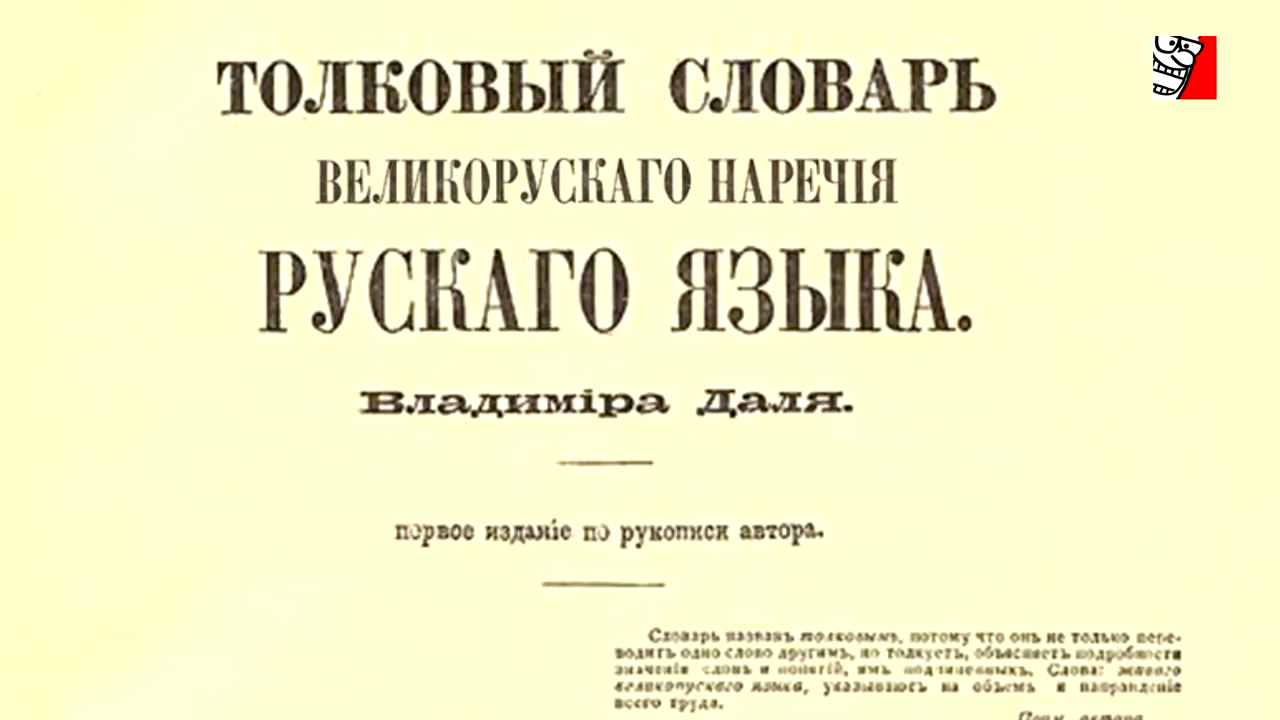 ТОЛКОВЫЙ СЛОВАРЬ
ВЕЛИКОРУСКАГО НАРЕЧІЯ
РУСКАГО ЯЗЫКА.
Владиміра Даля.
первое изданіе по рукописи автора.
Словарь названъ толковымъ, потому что онъ не только пере-
водитъ одно слово другимъ, но толкуетъ, объясняетъ подробности
значенія словъ и понятій, имъ подчиненныхъ. Слова: живого
великорускаго языка, указываютъ на объемъ и направленіе
всего труда.